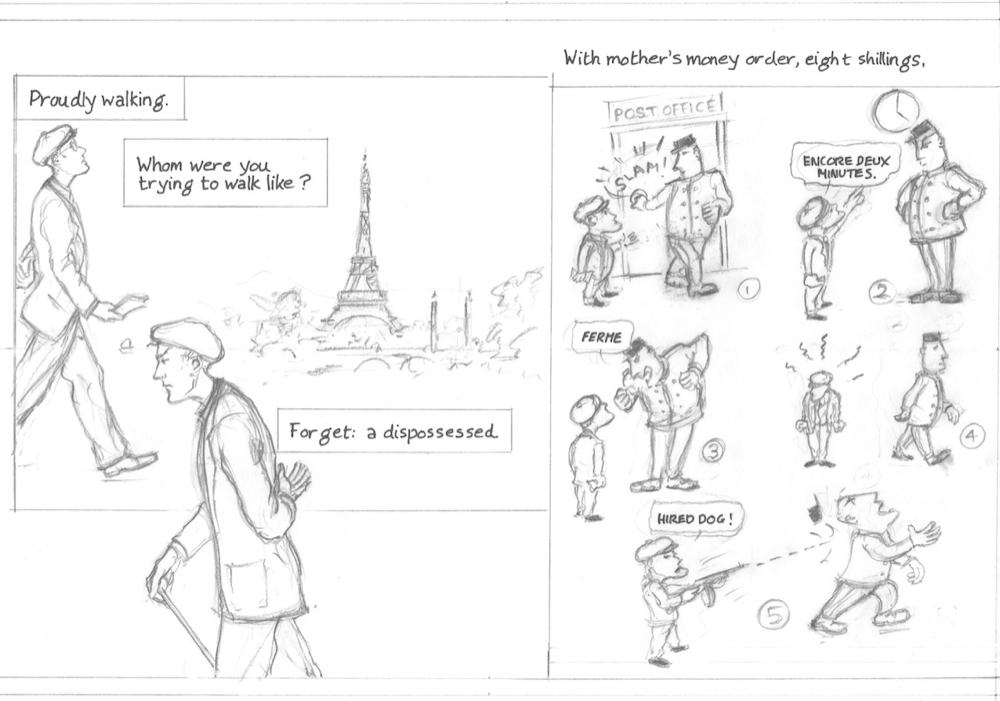 Proudly walking.
Whom were you
trying to walk like ?
Forget: a dispossessed.
With mother's money order, eight shillings.
POST OFFICE
SLAM!
1
ENCORE DEUX
MINUTES.
2
FERME
3
4
HIRED DOG!
5